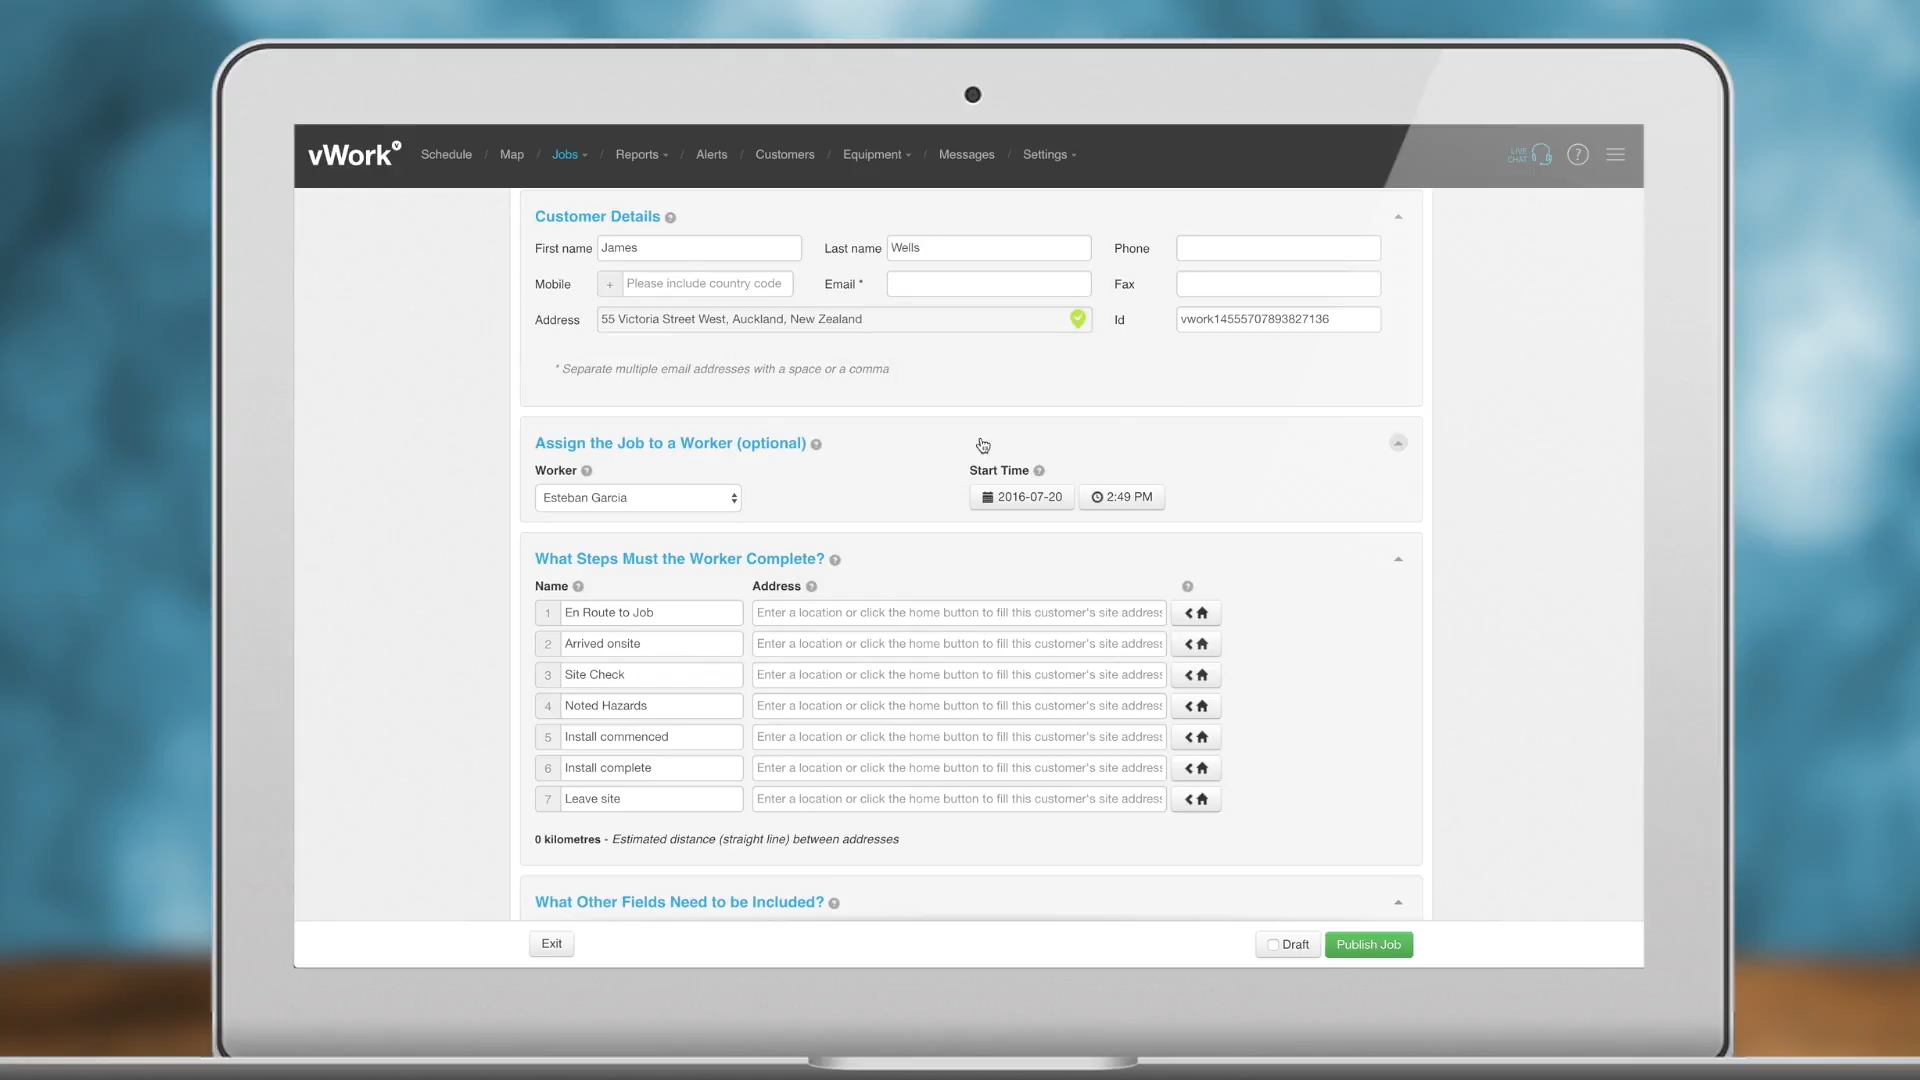 vWork Schedule / Map / Jobs / Reports / Alerts / Customers / Equipment / Messages / Settings LIVE CHAT ?
Customer Details ?
First name James Last name Wells Phone
Mobile + Please include country code Email * Fax
Address 55 Victoria Street West, Auckland, New Zealand Id vwork14555707893827136
* Separate multiple email addresses with a space or a comma
Assign the Job to a Worker (optional) ?
Worker ? Start Time ?
Esteban Garcia 2016-07-20 2:49 PM
What Steps Must the Worker Complete? ?
Name ? Address ? ?
1 En Route to Job Enter a location or click the home button to fill this customer's site address
2 Arrived onsite Enter a location or click the home button to fill this customer's site address
3 Site Check Enter a location or click the home button to fill this customer's site address
4 Noted Hazards Enter a location or click the home button to fill this customer's site address
5 Install commenced Enter a location or click the home button to fill this customer's site address
6 Install complete Enter a location or click the home button to fill this customer's site address
7 Leave site Enter a location or click the home button to fill this customer's site address
0 kilometres - Estimated distance (straight line) between addresses
What Other Fields Need to be Included? ?
Exit Draft Publish Job